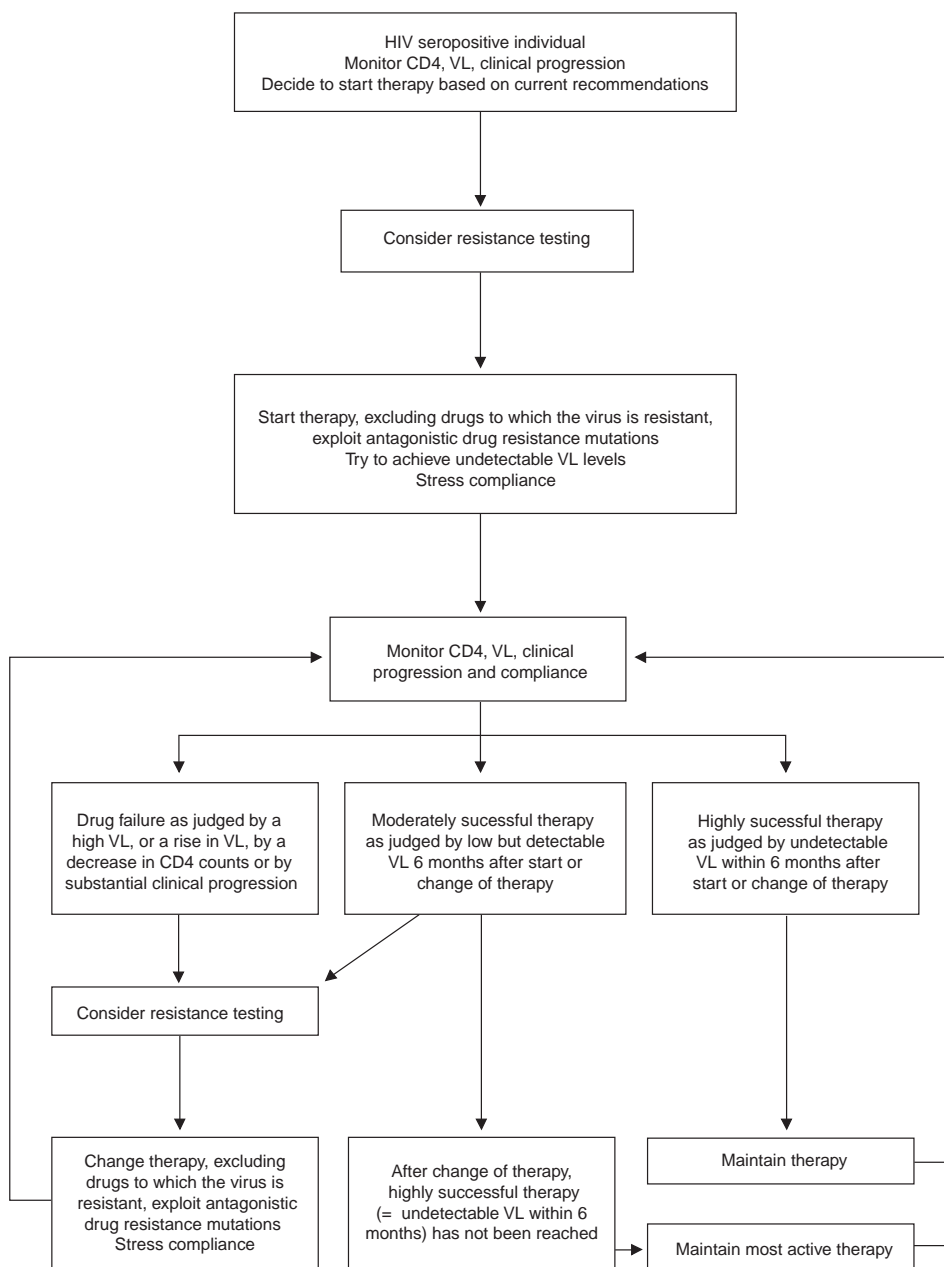 HIV seropositive individual
Monitor CD4, VL, clinical progression
Decide to start therapy based on current recommendations
Consider resistance testing
Start therapy, excluding drugs to which the virus is resistant,
exploit antagonistic drug resistance mutations
Try to achieve undetectable VL levels
Stress compliance
Monitor CD4, VL, clinical
progression and compliance
Drug failure as judged by a
high VL, or a rise in VL, by a
decrease in CD4 counts or by
substantial clinical progression
Moderately sucessful therapy
as judged by low but detectable
VL 6 months after start or
change of therapy
Highly sucessful therapy
as judged by undetectable
VL within 6 months after
start or change of therapy
Consider resistance testing
Change therapy, excluding
drugs to which the virus is
resistant, exploit antagonistic
drug resistance mutations
Stress compliance
After change of therapy,
highly successful therapy
(= undetectable VL within 6
months) has not been reached
Maintain therapy
Maintain most active therapy